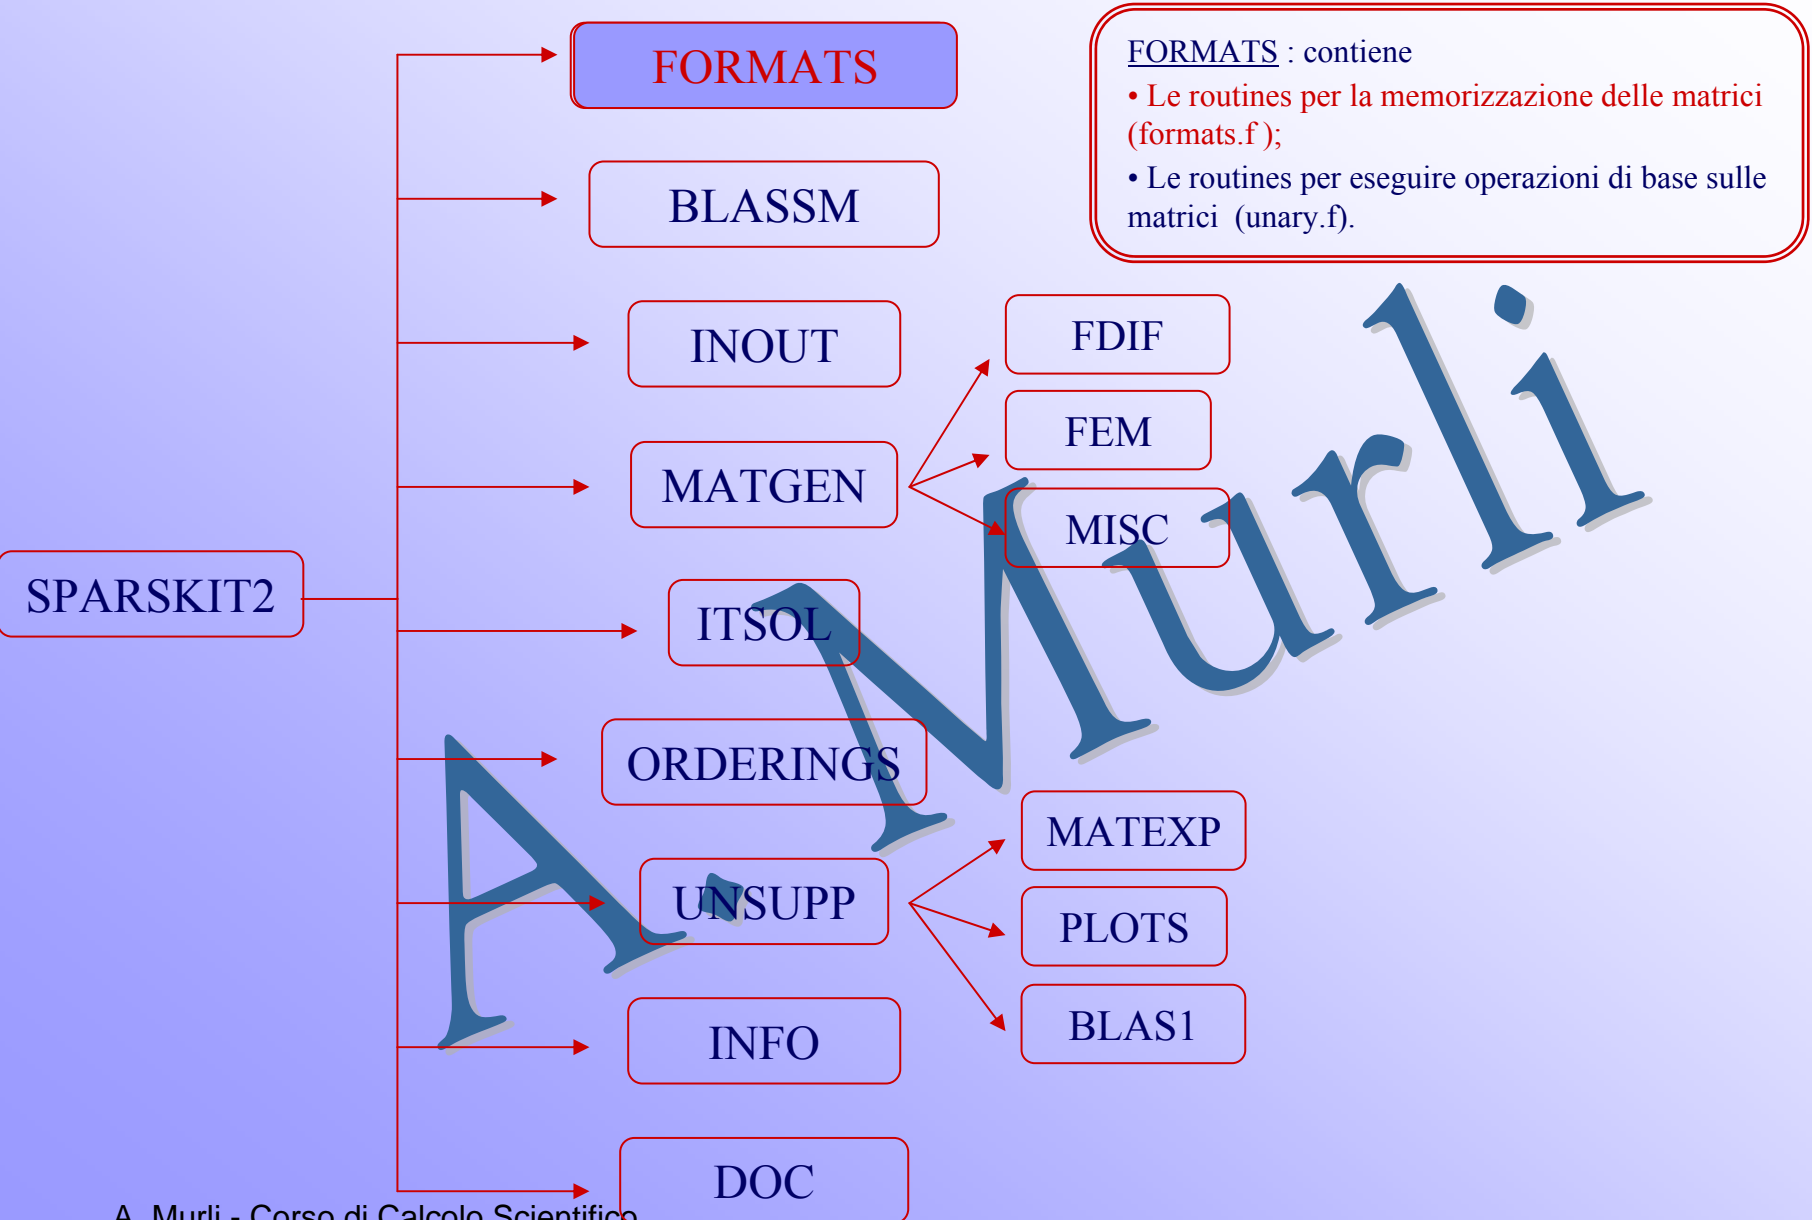 FORMATS
FORMATS : contiene
• Le routines per la memorizzazione delle matrici
(formats.f );
• Le routines per eseguire operazioni di base sulle
matrici (unary.f).
BLASSM
INOUT
FDIF
FEM
MATGEN
MISC
SPARSKIT2
ITSOL
ORDERINGS
MATEXP
UNSUPP
PLOTS
BLAS1
INFO
DOC
A. Murli
A. Murli - Corso di Calcolo Scientifico